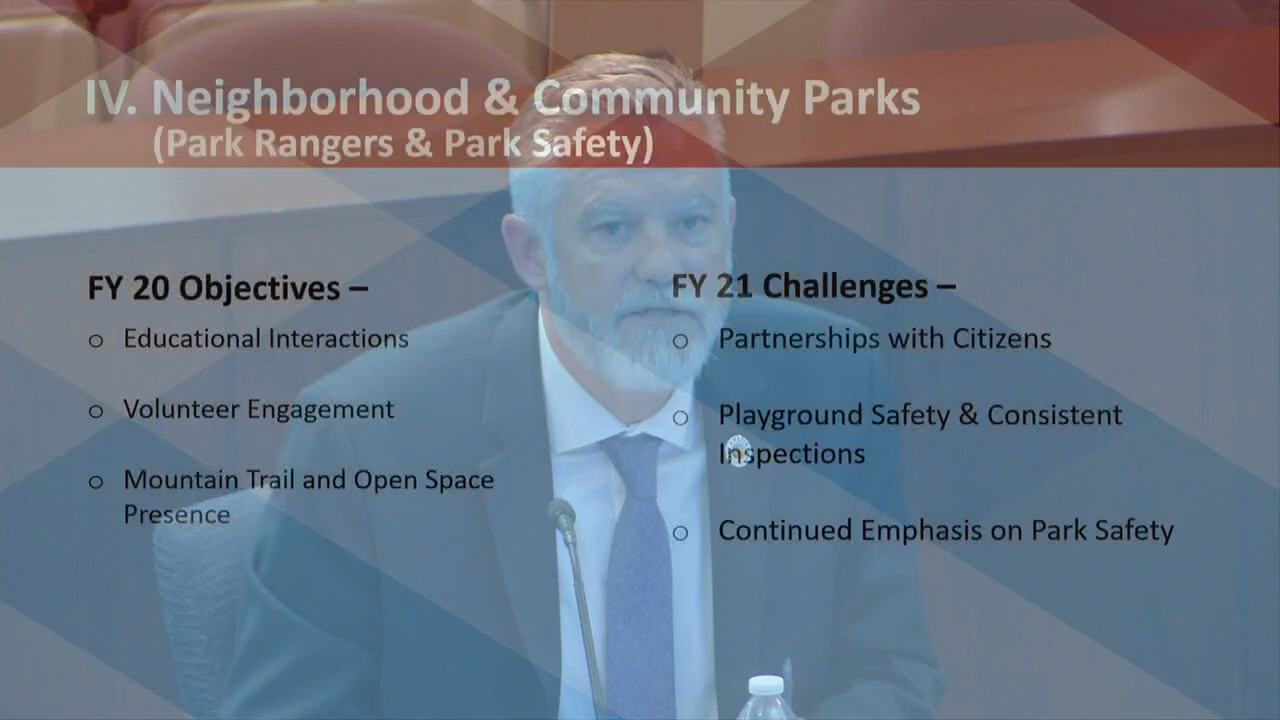 IV. Neighborhood & Community Parks
(Park Rangers & Park Safety)
FY 20 Objectives –
o Educational Interactions
o Volunteer Engagement
o Mountain Trail and Open Space
Presence
FY 21 Challenges –
o Partnerships with Citizens
o Playground Safety & Consistent
Inspections
o Continued Emphasis on Park Safety